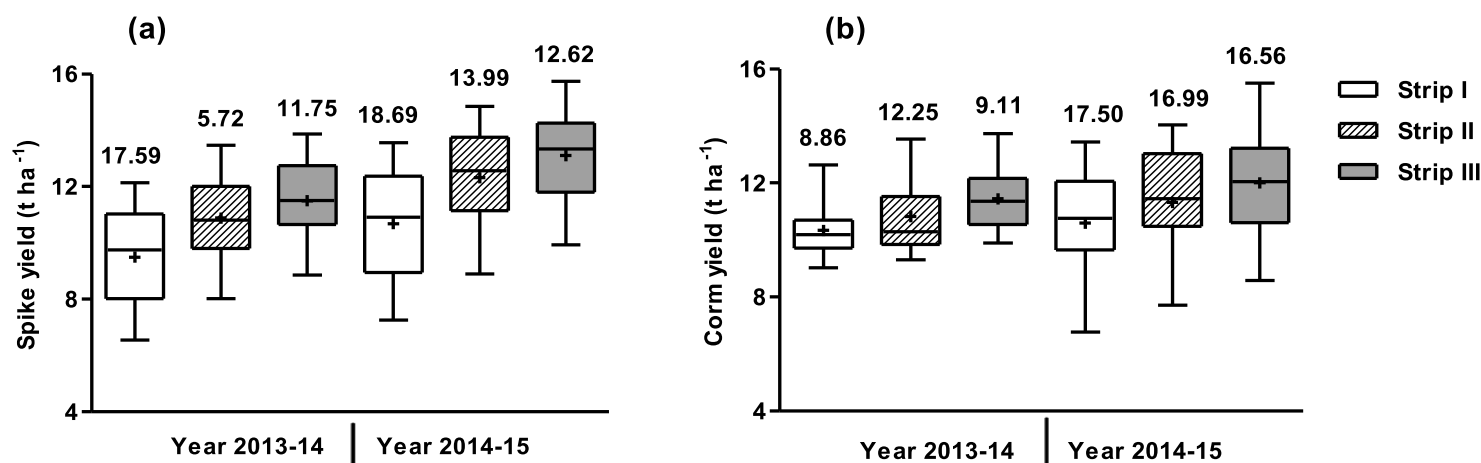 (a)
Spike yield (t ha -1)
16
12
8
4
17.59
5.72
11.75
18.69
13.99
12.62
Year 2013-14
Year 2014-15
(b)
Corm yield (t ha -1)
16
12
8
4
8.86
12.25
9.11
17.50
16.99
16.56
Year 2013-14
Year 2014-15
Strip I
Strip II
Strip III